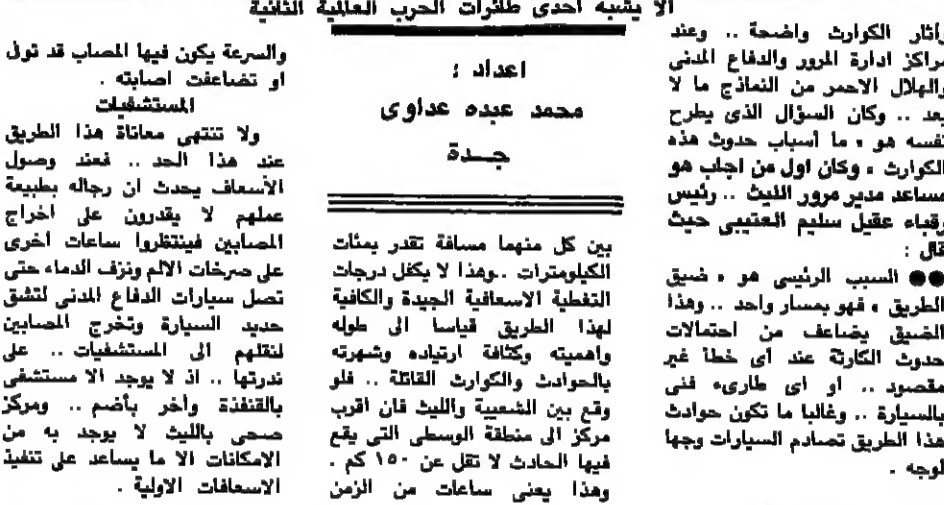 الا يشبه احدى طائرات الحرب العالمية الثانية
واثار الكوارث واضحة .. وعند
مراكز ادارة المرور والدفاع المدني
والهلال الاحمر من النماذج ما لا
يعد .. وكان السؤال الذى يطرح
نفسه هو « ما أسباب حدوث هذه
الكوارث » وكان اول من اجاب هو
مساعد مدير مرور الليث .. رئيس
رقباء عقيل سليم العتيبى حيث
قال :
●● السبب الرئيسى هو « ضيق
الطريق » فهو بمسار واحد .. وهذا
الضيق يضاعف من احتمالات
حدوث الكارثة عند اى خطأ غير
مقصود .. او اى طارىء فنى
بالسيارة .. وغالبا ما تكون حوادث
هذا الطريق تصادم السيارات وجها
لوجه .
اعداد :
محمد عبده عداوى
جــدة
بين كل منهما مسافة تقدر بمئات
الكيلومترات .. وهذا لا يكفل درجات
التغطية الاسعافية الجيدة والكافية
لهذا الطريق قياسا الى طوله
واهميته وكثافة ارتياده وشهرته
بالحوادث والكوارث القاتلة .. فلو
وقع بين الشعيبة والليث فان أقرب
مركز الى منطقة الوسطى التى يقع
فيها الحادث لا تقل عن ١٥٠ كم .
وهذا يعنى ساعات من الزمن
والسرعة يكون فيها المصاب قد توفى
او تضاعفت اصابته .
المستشفيات
ولا تنتهى معاناة هذا الطريق
عند هذا الحد .. فعند وصول
الأسعاف يحدث ان رجاله بطبيعة
عملهم لا يقدرون على اخراج
المصابين فينتظروا ساعات اخرى
على صرخات الالم ونزف الدماء حتى
تصل سيارات الدفاع المدنى لتشق
حديد السيارة وتخرج المصابين
لنقلهم الى المستشفيات .. على
ندرتها .. اذ لا يوجد الا مستشفى
بالقنفذة وأخر بأضم .. ومركز
صحى بالليث لا يوجد به من
الامكانات الا ما يساعد على تنفيذ
الاسعافات الاولية .